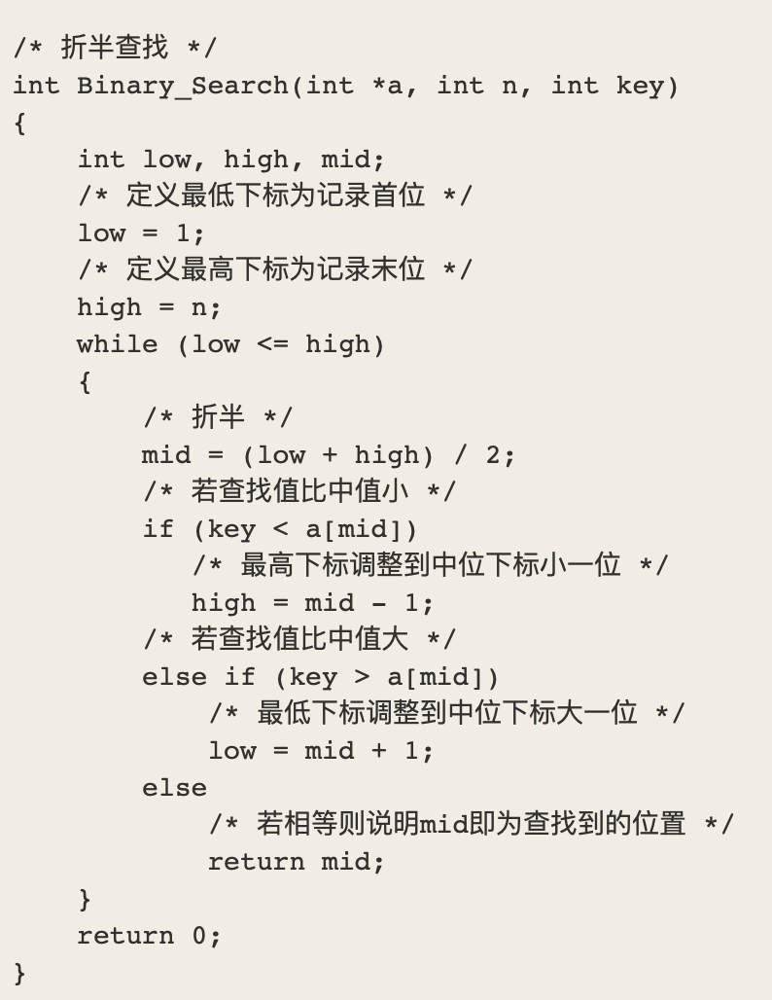 /* 折半查找 */
int Binary_Search(int *a, int n, int key)
{
    int low, high, mid;
    /* 定义最低下标为记录首位 */
    low = 1;
    /* 定义最高下标为记录末位 */
    high = n;
    while (low <= high)
    {
        /* 折半 */
        mid = (low + high) / 2;
        /* 若查找值比中值小 */
        if (key < a[mid])
           /* 最高下标调整到中位下标小一位 */
           high = mid - 1;
        /* 若查找值比中值大 */
        else if (key > a[mid])
            /* 最低下标调整到中位下标大一位 */
            low = mid + 1;
        else
            /* 若相等则说明mid即为查找到的位置 */
            return mid;
    }
    return 0;
}